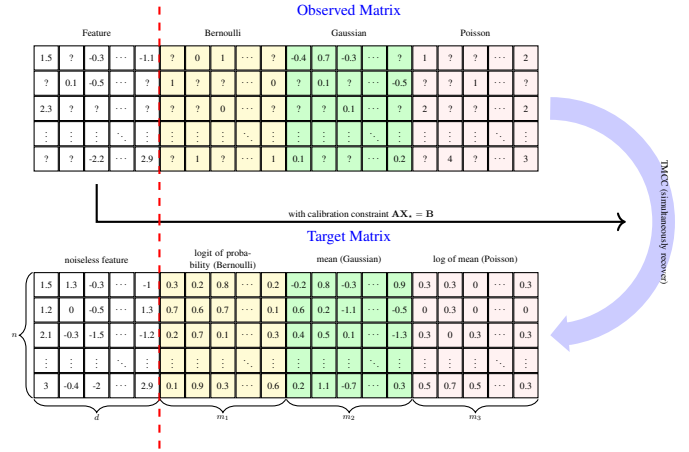 Observed Matrix
Feature Bernoulli Gaussian Poisson
1.5 ? -0.3 ⋯ -1.1 ? 0 1 ⋯ ? -0.4 0.7 -0.3 ⋯ ? 1 ? ? ⋯ 2
? 0.1 -0.5 ⋯ ? 1 ? ? ⋯ 0 ? 0.1 ? ⋯ -0.5 ? ? 1 ⋯ ?
2.3 ? ? ⋯ ? ? ? 0 ⋯ ? ? ? 0.1 ⋯ ? 2 ? ? ⋯ 2
⋮ ⋮ ⋮ ⋱ ⋮ ⋮ ⋮ ⋮ ⋱ ⋮ ⋮ ⋮ ⋮ ⋱ ⋮ ⋮ ⋮ ⋮ ⋱ ⋮
? ? -2.2 ⋯ 2.9 ? 1 ? ⋯ 1 0.1 ? ? ⋯ 0.2 ? 4 ? ⋯ 3
TMCC (simultaneously recover)
with calibration constraint AX⋆ = B
Target Matrix
noiseless feature
logit of proba-
bility (Bernoulli)
mean (Gaussian)
log of mean (Poisson)
1.5 1.3 -0.3 ⋯ -1 0.3 0.2 0.8 ⋯ 0.2 -0.2 0.8 -0.3 ⋯ 0.9 0.3 0.3 0 ⋯ 0.3
1.2 0 -0.5 ⋯ 1.3 0.7 0.6 0.7 ⋯ 0.1 0.6 0.2 -1.1 ⋯ -0.5 0.3 0 0.3 ⋯ 0
n
2.1 -0.3 -1.5 ⋯ -1.2 0.2 0.7 0.1 ⋯ 0.3 0.4 0.5 0.1 ⋯ -1.3 0.3 0 0.3 ⋯ 0.3
⋮ ⋮ ⋮ ⋱ ⋮ ⋮ ⋮ ⋮ ⋱ ⋮ ⋮ ⋮ ⋮ ⋱ ⋮ ⋮ ⋮ ⋮ ⋱ ⋮
3 -0.4 -2 ⋯ 2.9 0.1 0.9 0.3 ⋯ 0.6 0.2 1.1 -0.7 ⋯ 0.3 0.5 0.7 0.5 ⋯ 0.3
d m₁ m₂ m₃